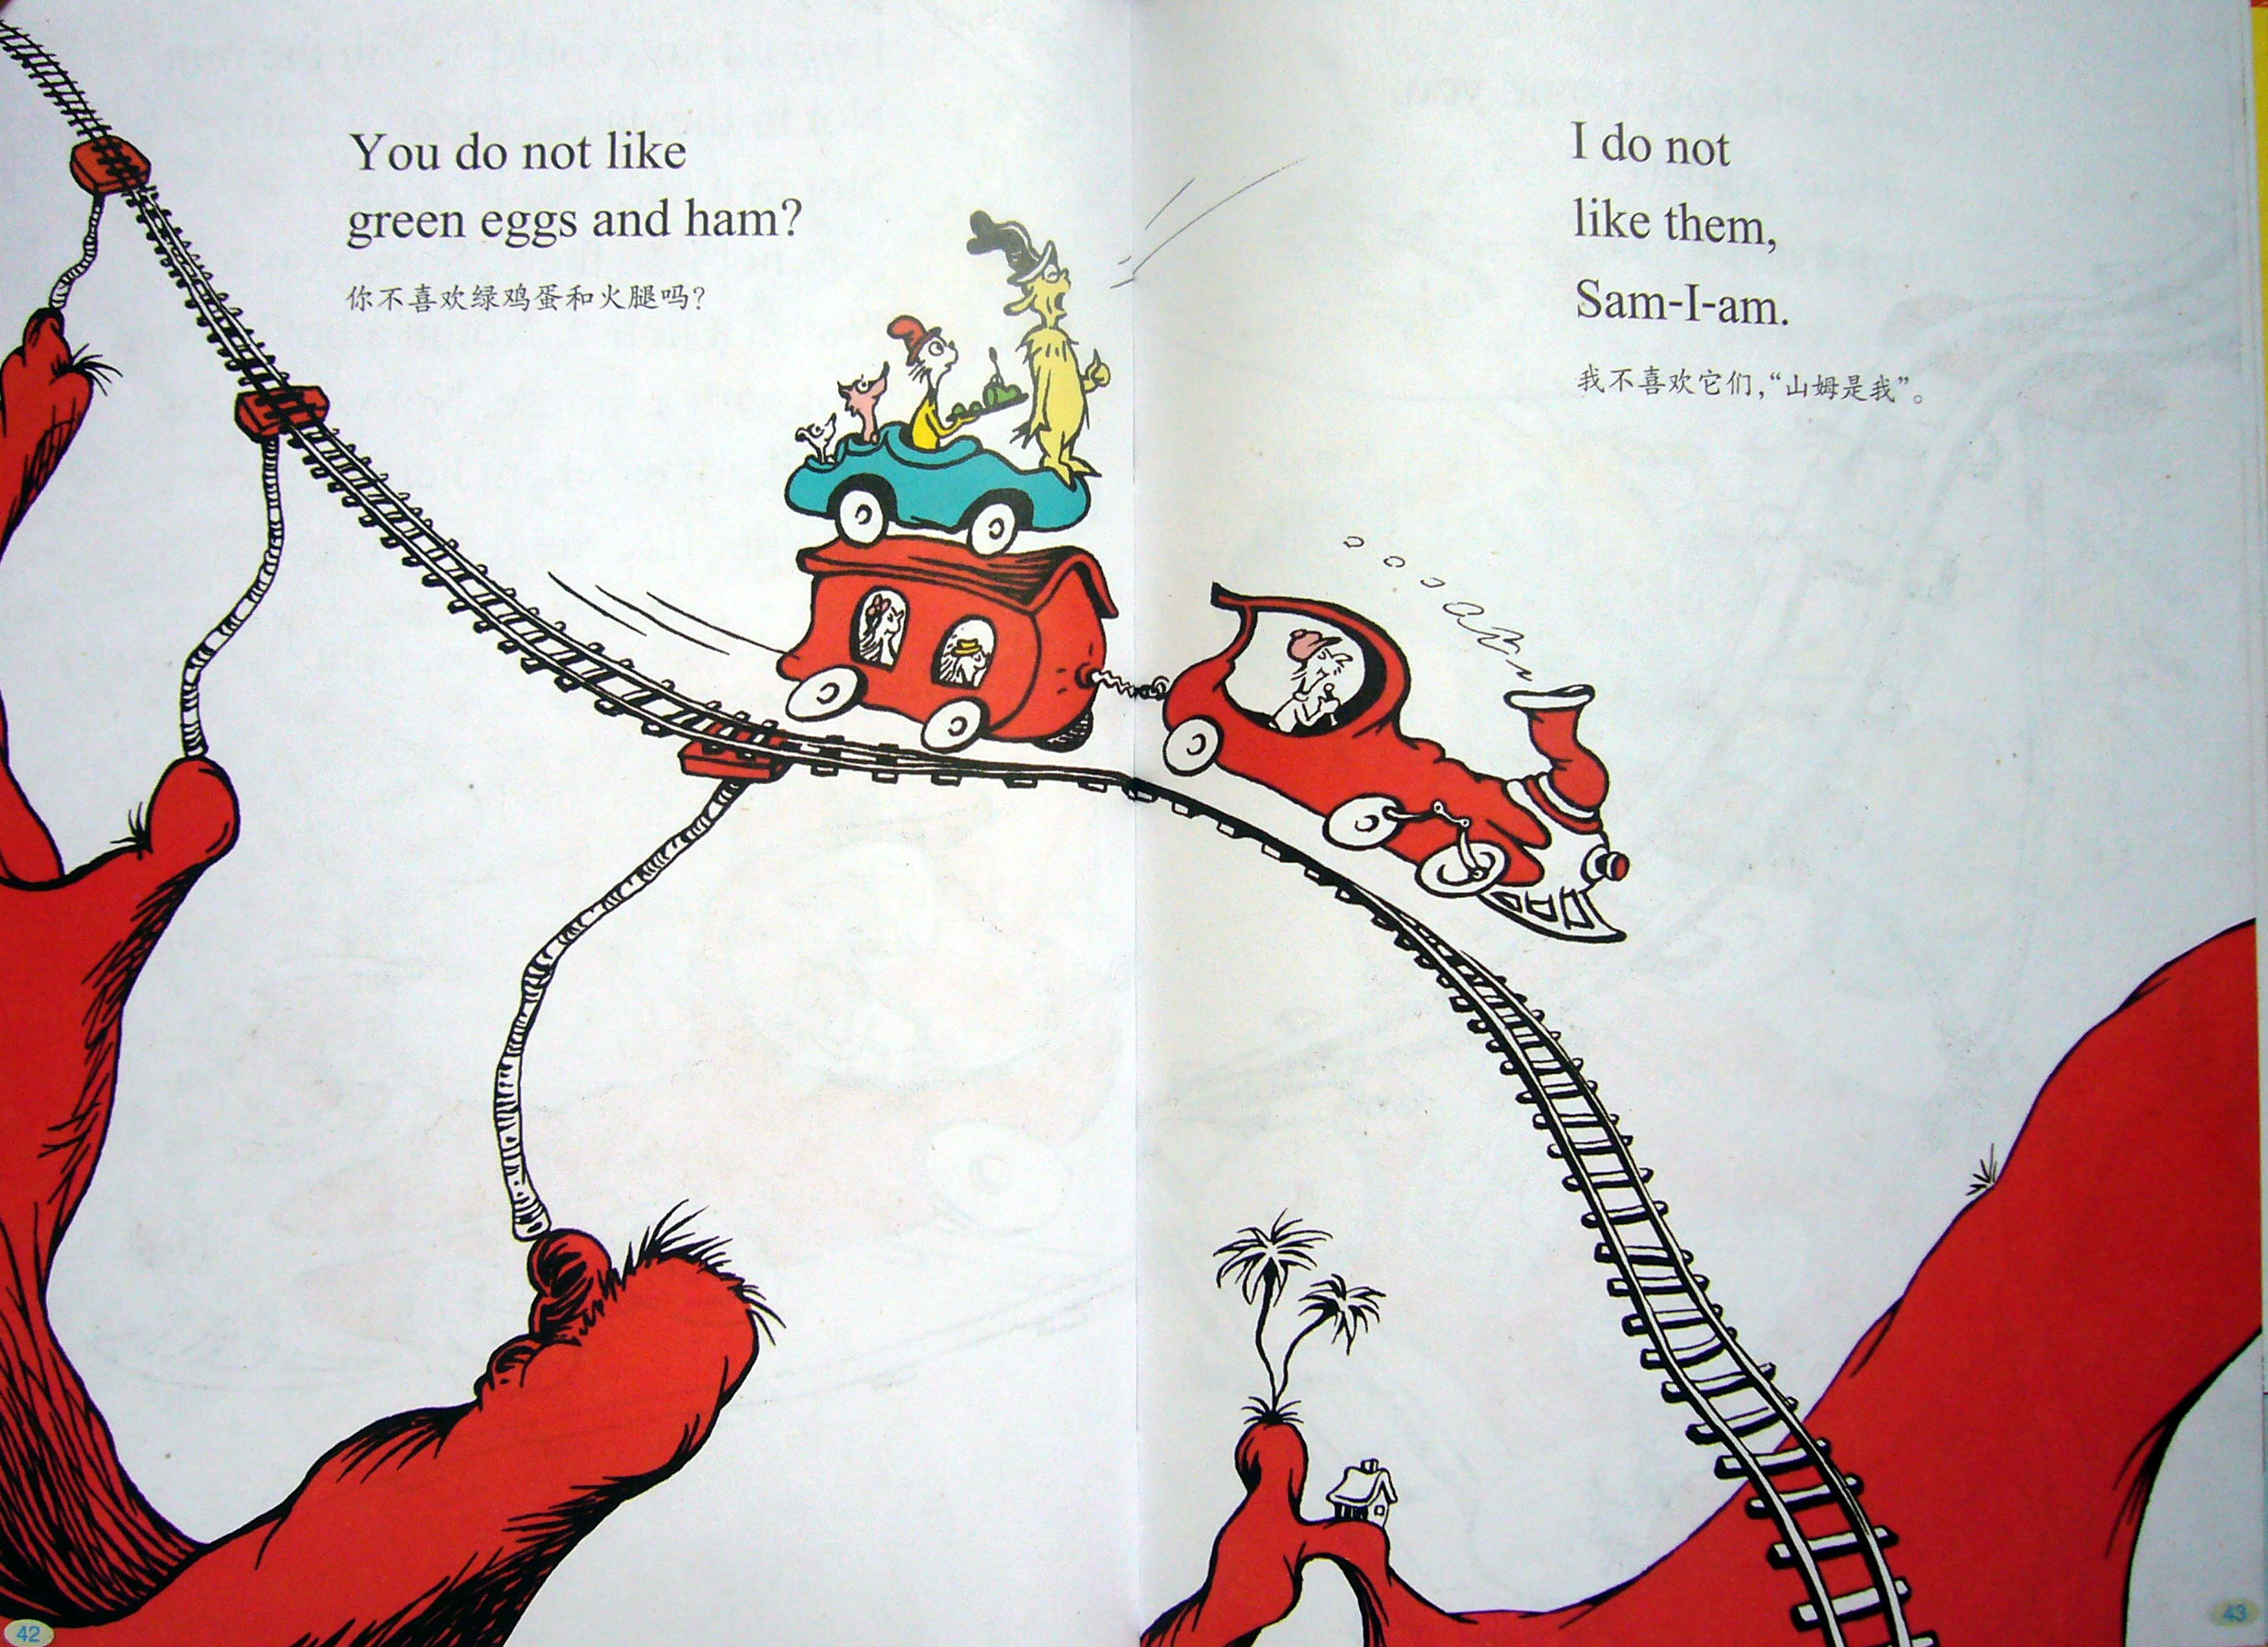 You do not like
green eggs and ham?
你不喜欢绿鸡蛋和火腿吗?
I do not
like them,
Sam-I-am.
我不喜欢它们,“山姆是我”。
42
43